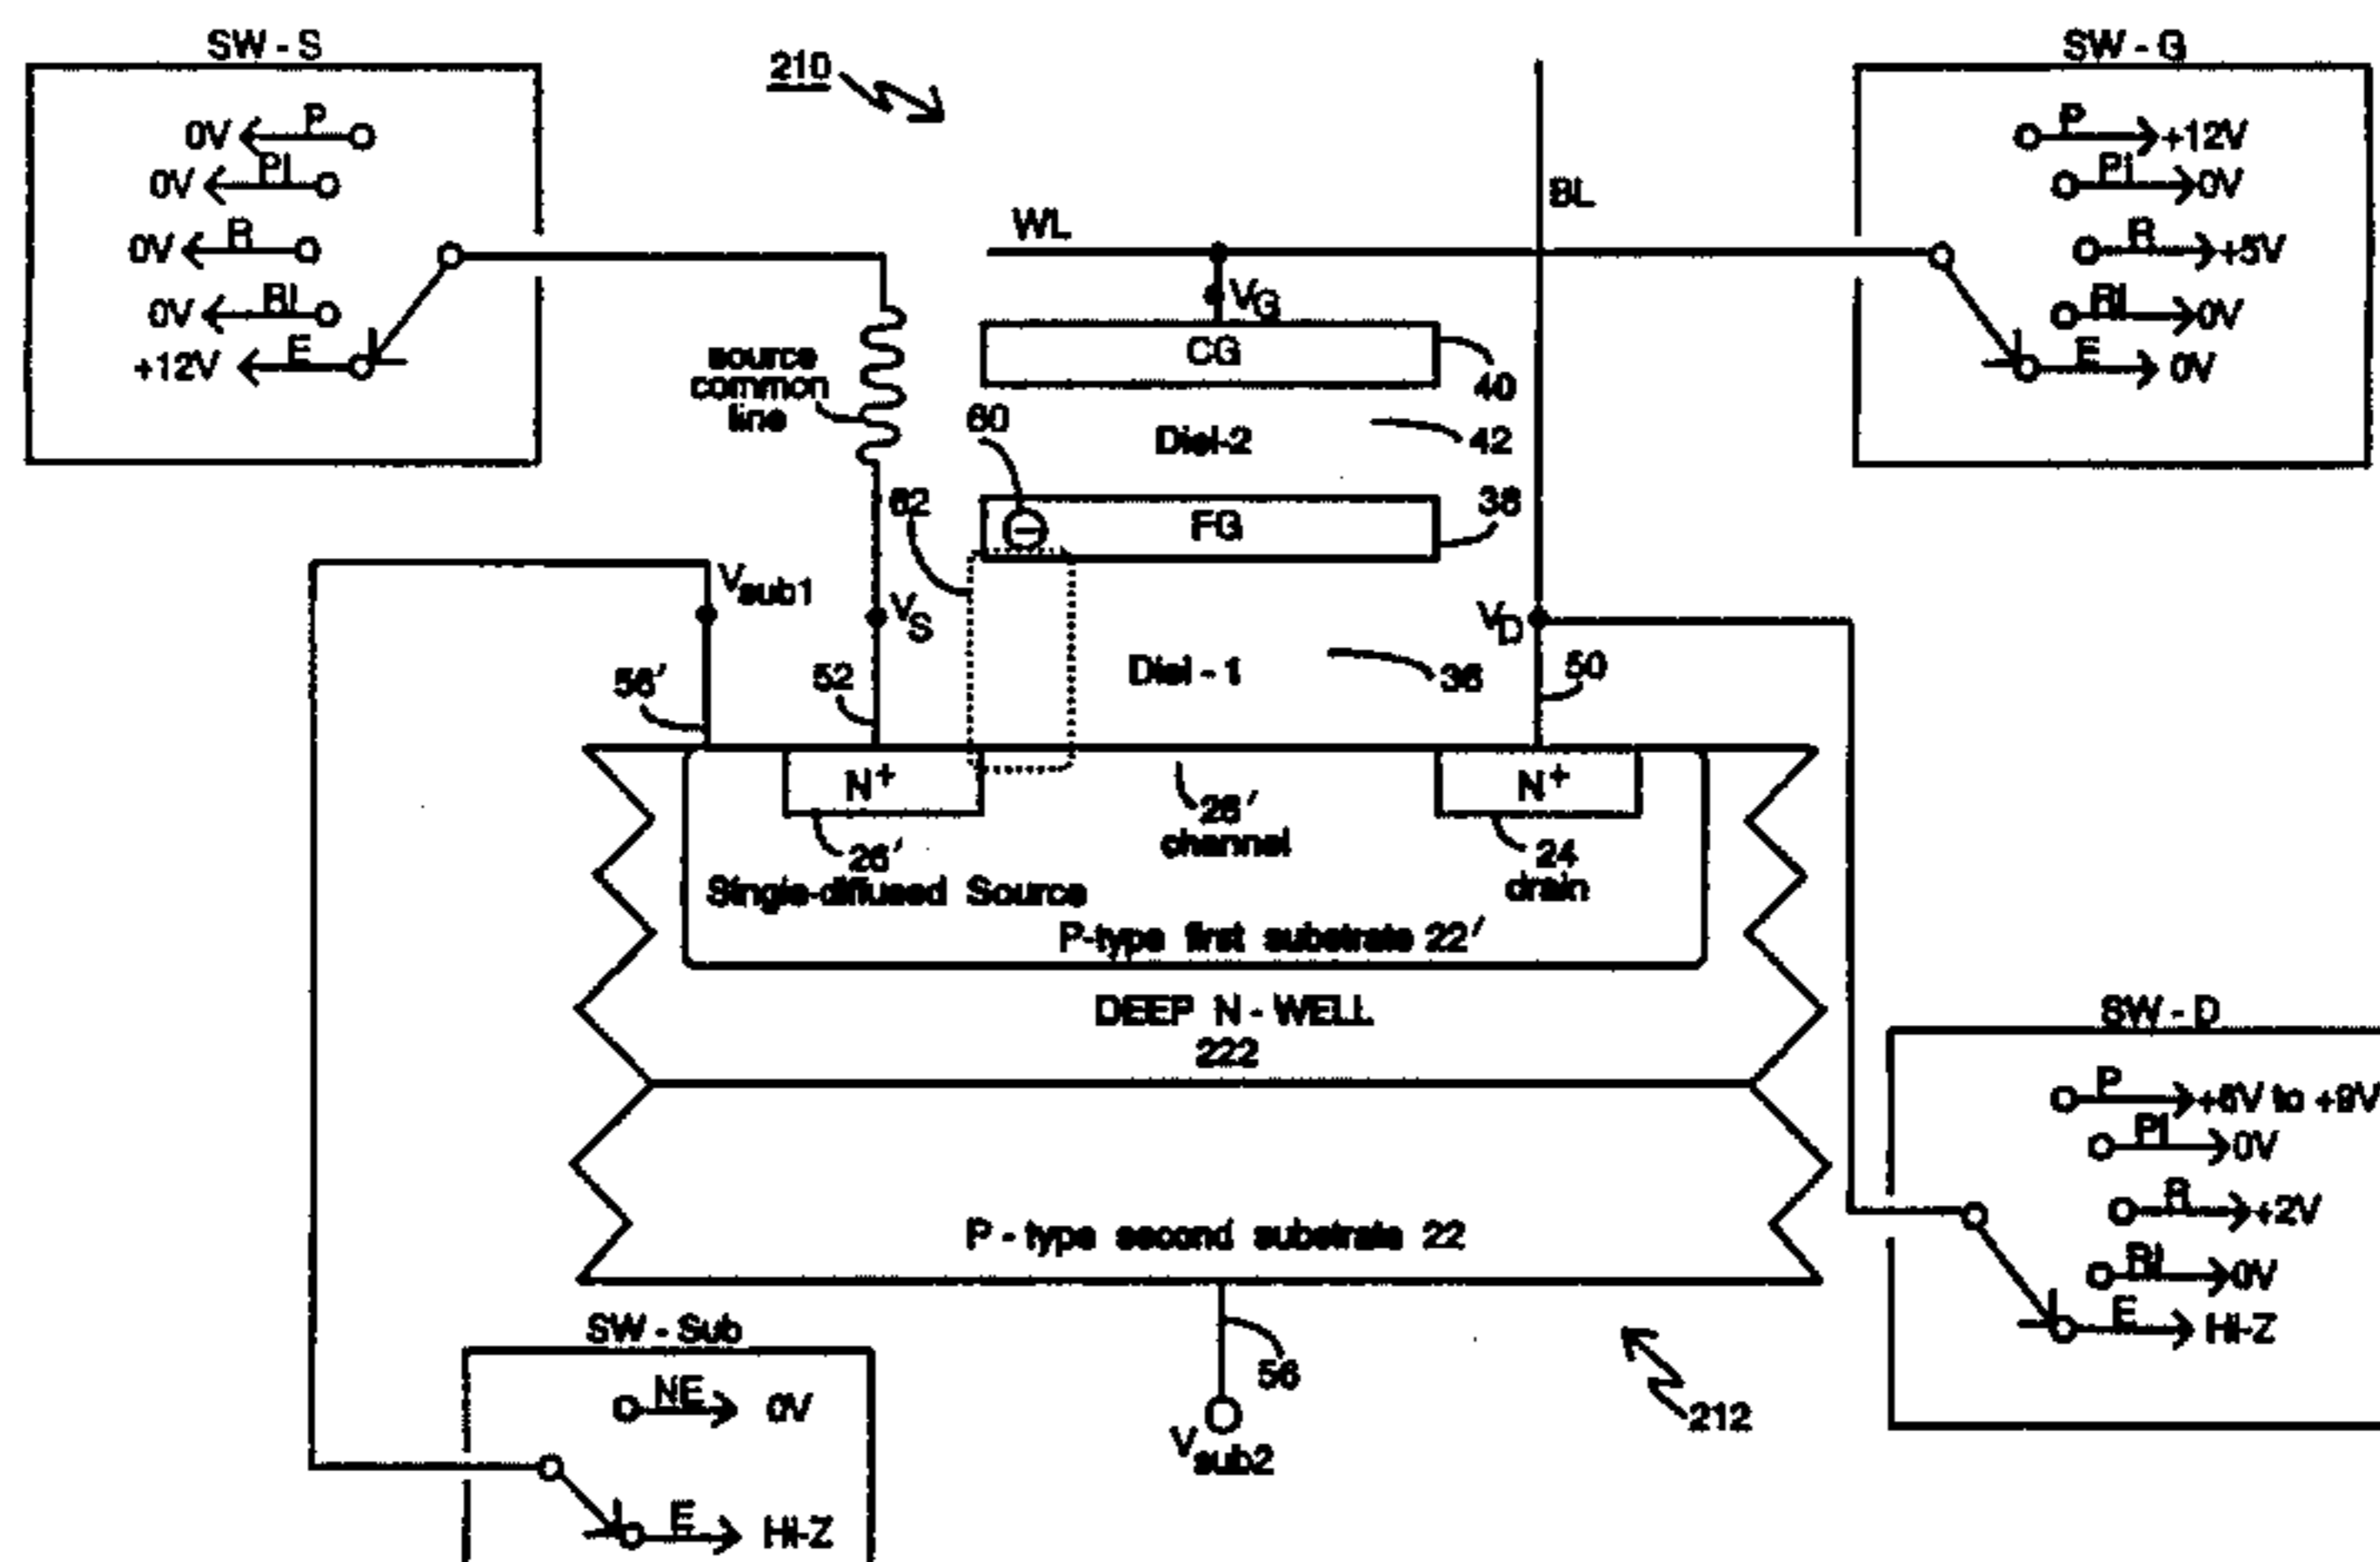 SW - S
P
0V
PI
0V
R
0V
RI
0V
E
+12V
210
SW - G
P
+12V
PI
0V
R
+5V
RI
0V
E
0V
WL
BL
VG
CG
40
source
common
line
60
Diel-2
42
62
FG
38
Vsub1
VS
VD
56′
52
Diel - 1
36
50
N+
N+
26′
28′
channel
24
drain
Single-diffused Source
P-type first substrate 22′
DEEP N - WELL
222
P - type second substrate 22
SW - D
P
+5V to +9V
PI
0V
R
+2V
RI
0V
E
HI-Z
SW - Sub
NE
0V
E
HI-Z
56
Vsub2
212